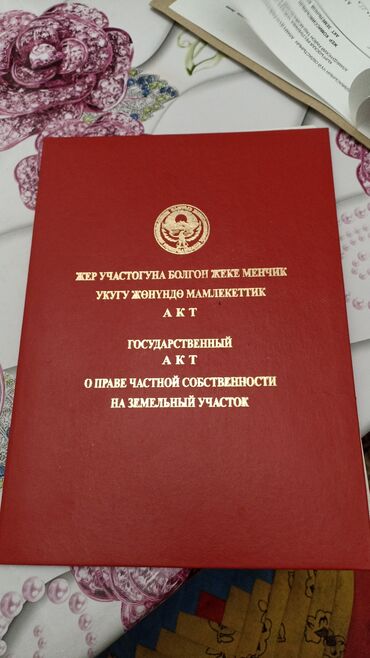 ЖЕР УЧАСТОГУНА БОЛГОН ЖЕКЕ МЕНЧИК
УКУГУ ЖӨНҮНДӨ МАМЛЕКЕТТИК
АКТ
ГОСУДАРСТВЕННЫЙ
АКТ
О ПРАВЕ ЧАСТНОЙ СОБСТВЕННОСТИ
НА ЗЕМЕЛЬНЫЙ УЧАСТОК